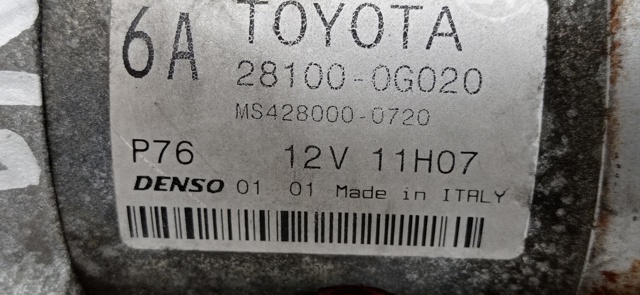 6A TOYOTA
28100-0G020
MS428000-0720
P76 12V 11H07
DENSO 01 01 Made in ITALY